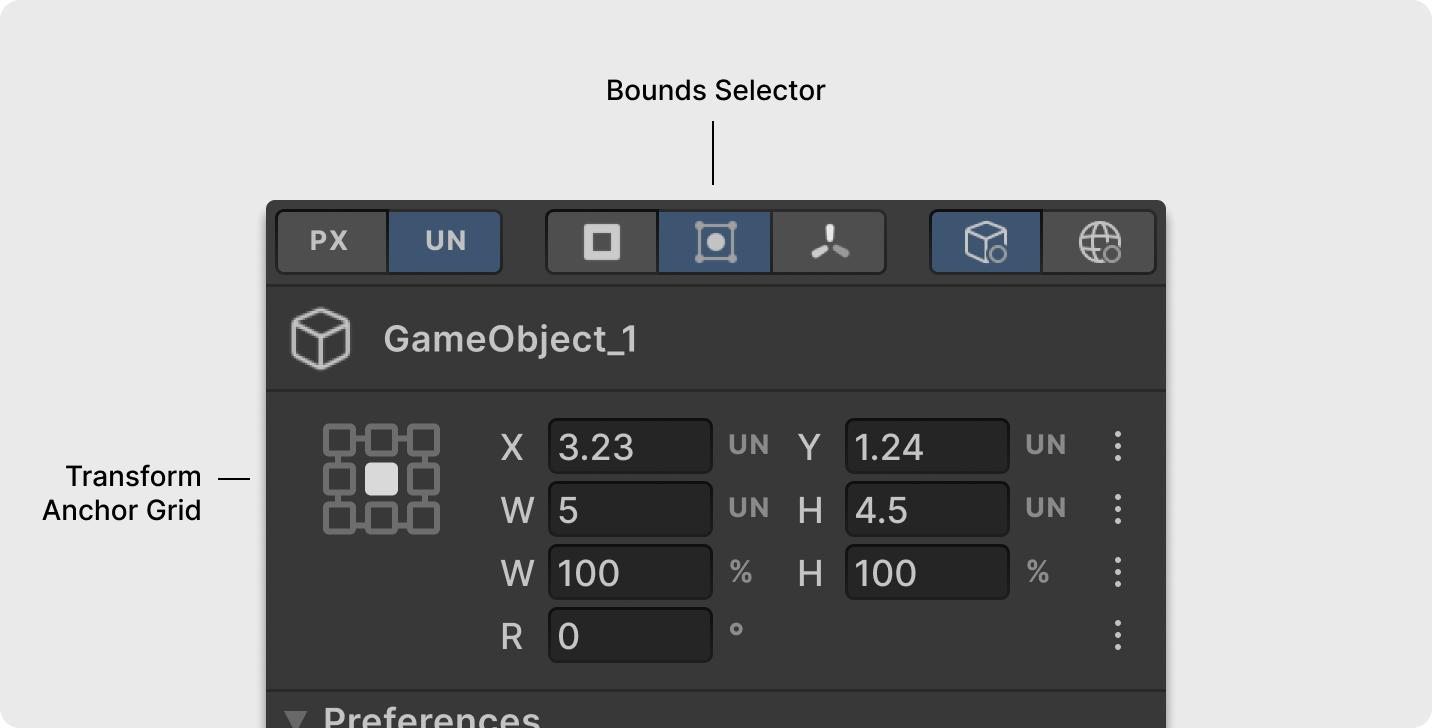 Bounds Selector
PX UN
GameObject_1
Transform
Anchor Grid
X 3.23 UN Y 1.24 UN
W 5 UN H 4.5 UN
W 100 % H 100 %
R 0 °
Preferences